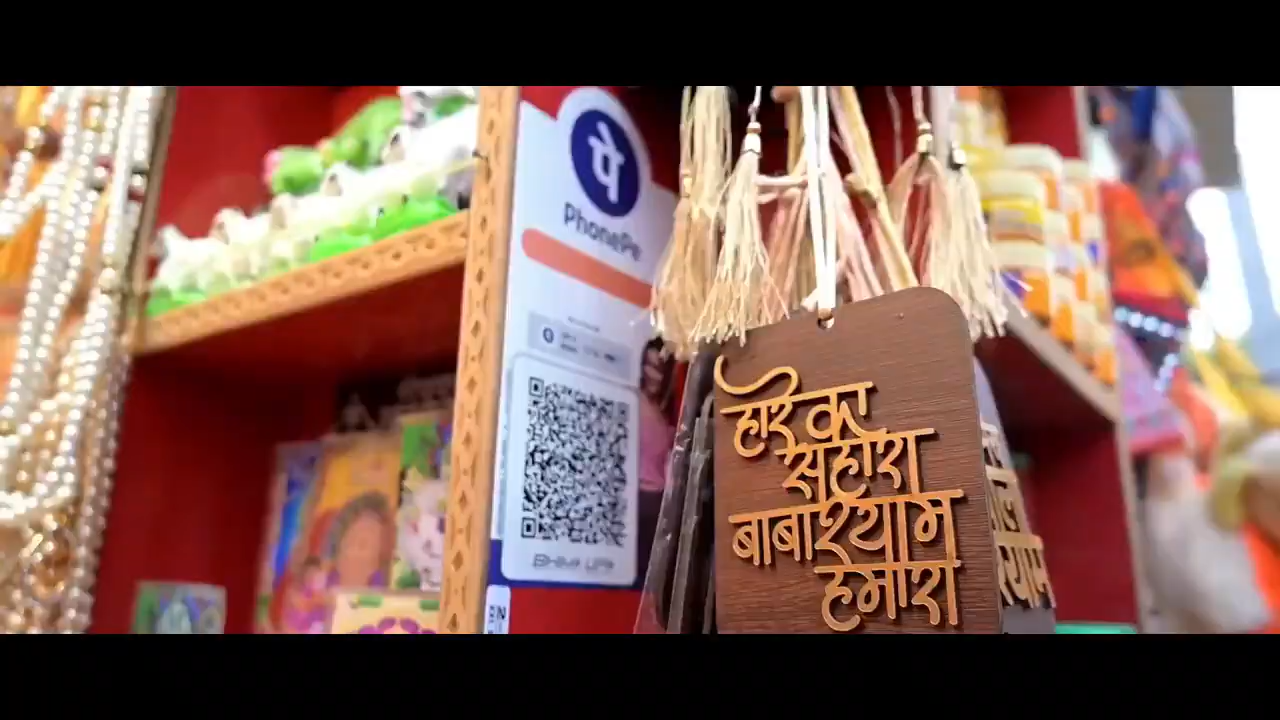 पे
PhonePe
BHIM UPI
हारे का
सहारा
बाबा श्याम
हमारा
श्याम